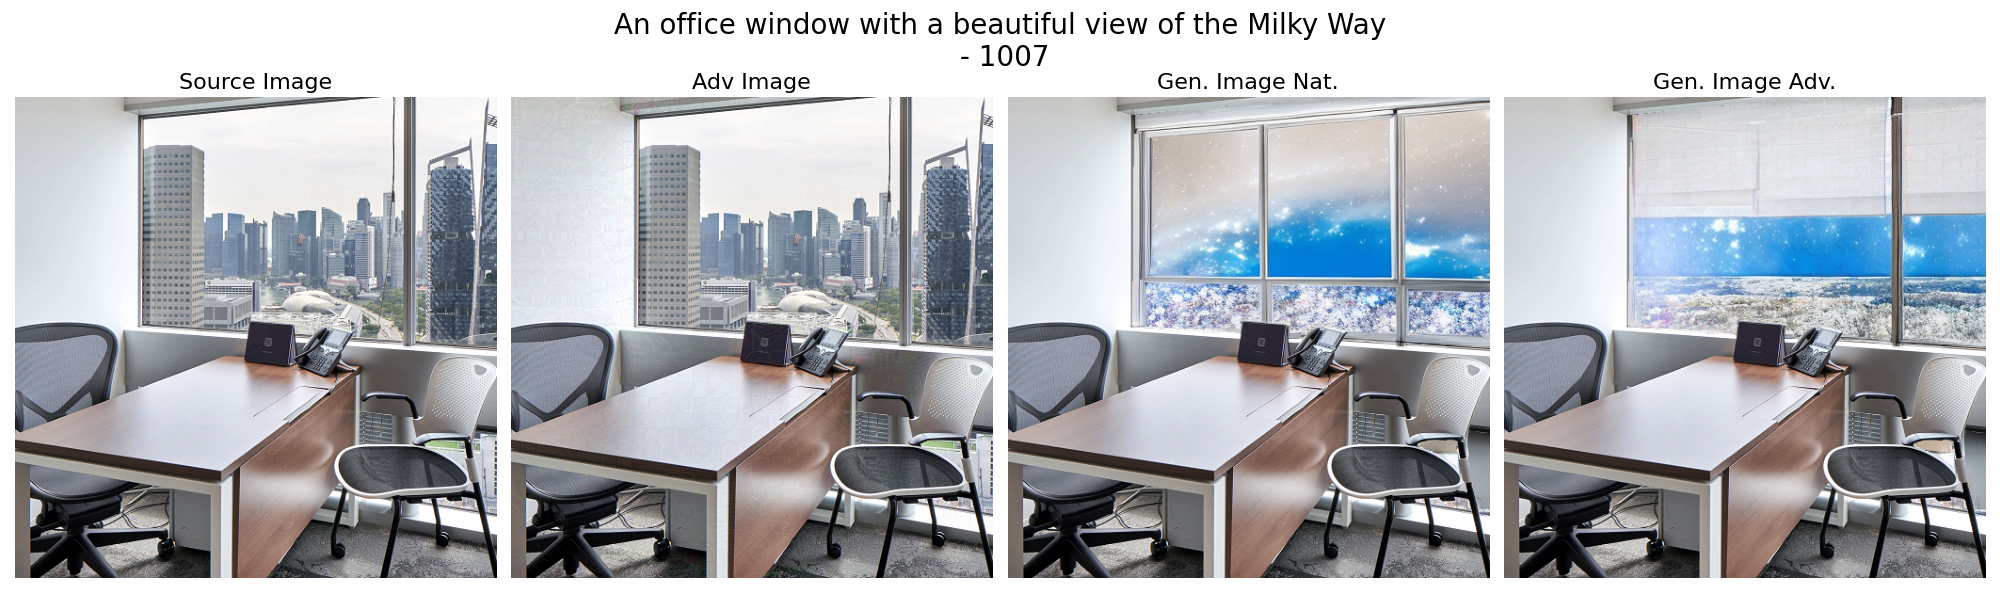 An office window with a beautiful view of the Milky Way
- 1007
Source Image
Adv Image
Gen. Image Nat.
Gen. Image Adv.